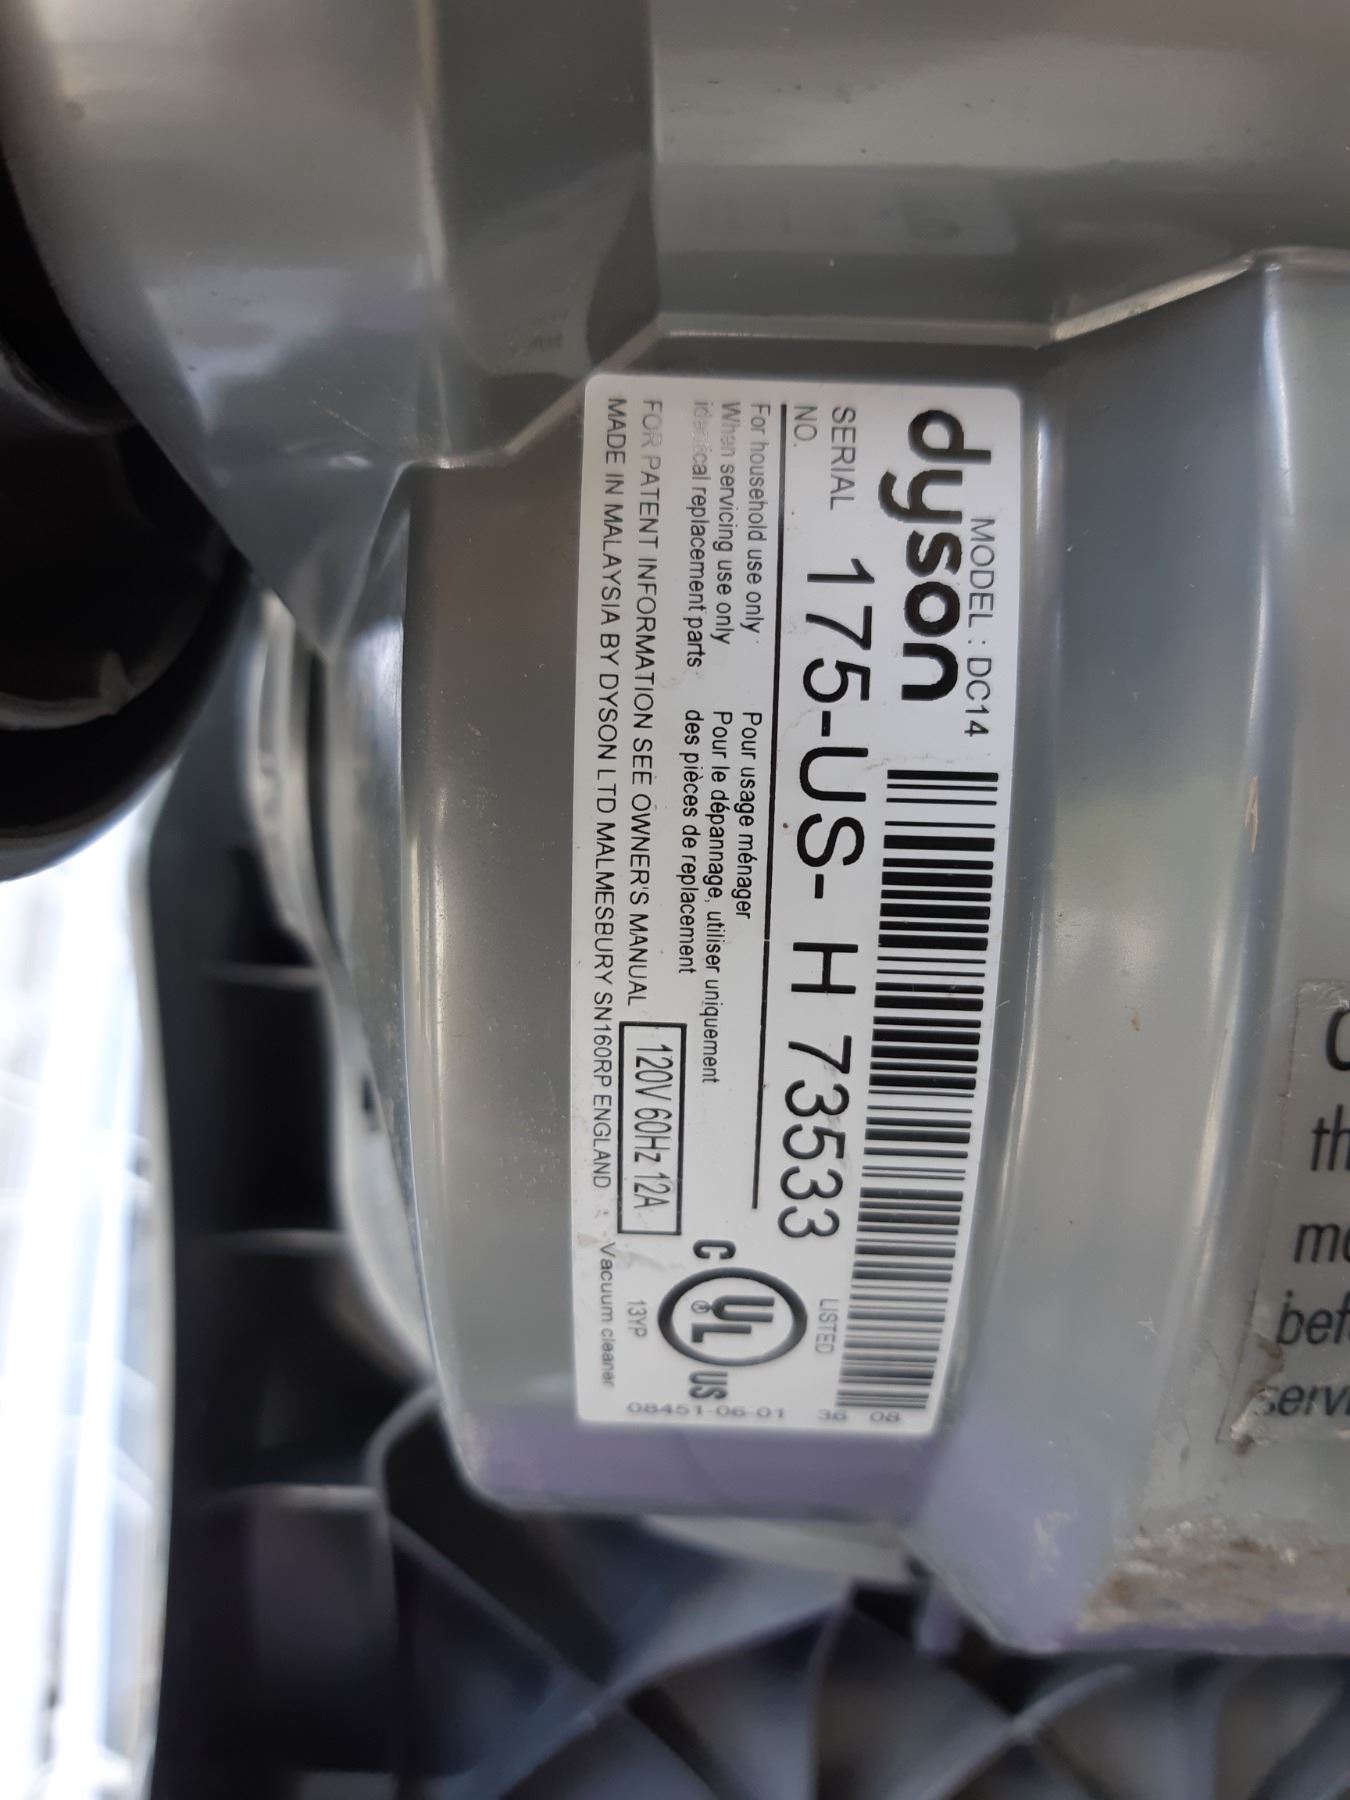 MODEL : DC14
dyson
SERIAL NO. 175-US- H 73533
For household use only
When servicing use only
identical replacement parts
Pour usage ménager
Pour le dépannage, utiliser uniquement
des pièces de replacement
FOR PATENT INFORMATION SEE OWNER'S MANUAL
120V 60Hz 12A
MADE IN MALAYSIA BY DYSON LTD MALMESBURY SN160RP ENGLAND
LISTED
C UL ® US
13YP
Vacuum cleaner
08451-06-01 36 08
th